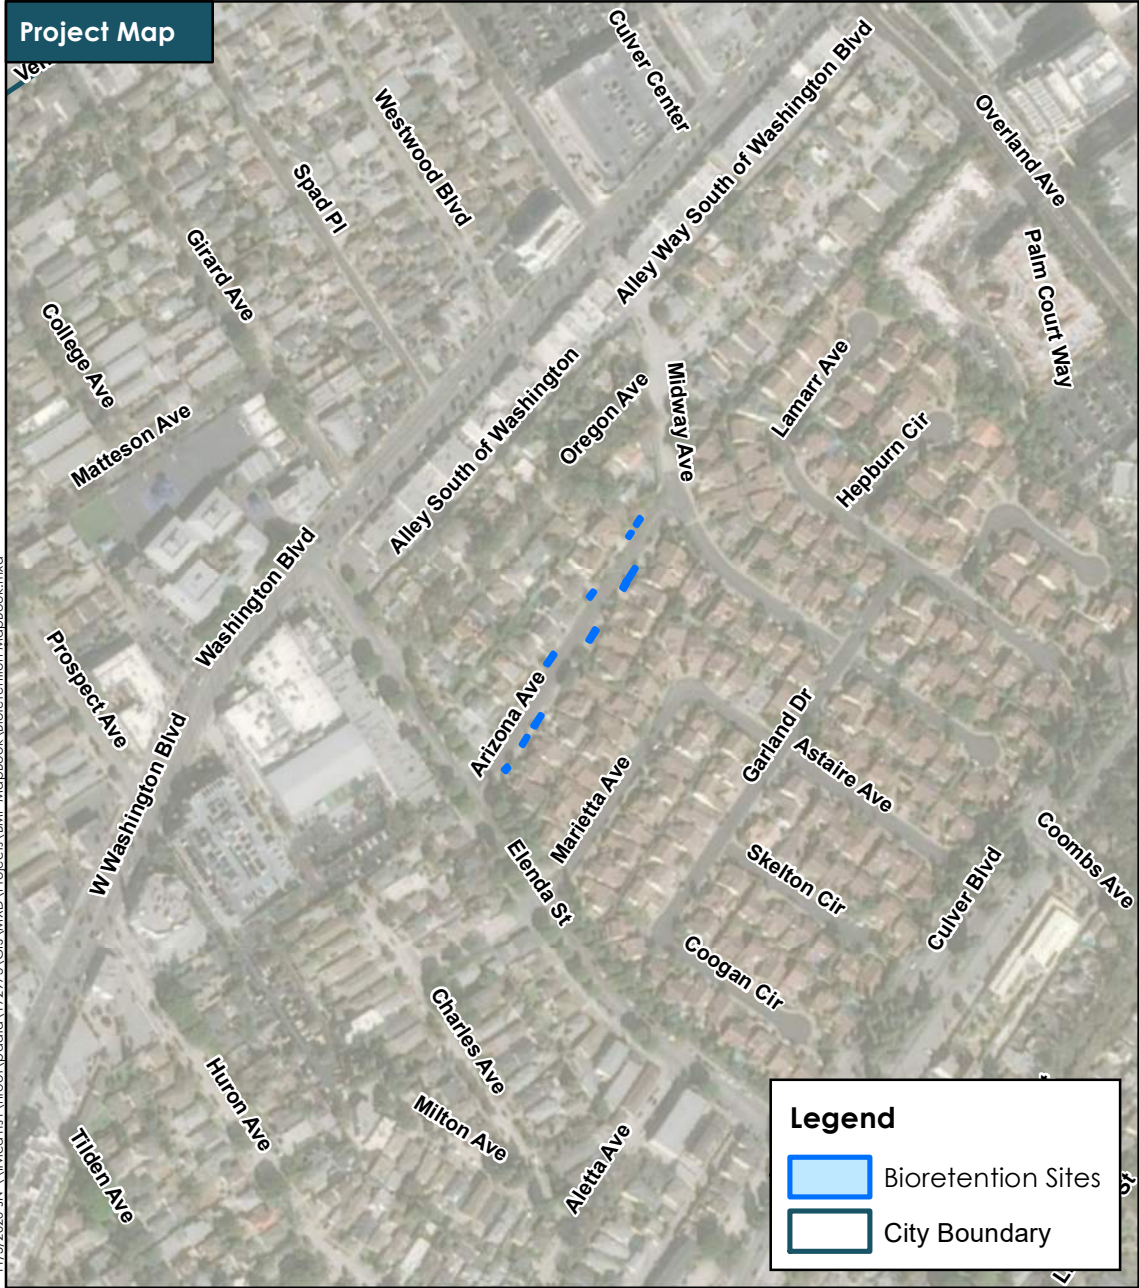 Project Map
Culver Center
Alley Way South of Washington Blvd
Overland Ave
Westwood Blvd
Spad Pl
Girard Ave
College Ave
Palm Court Way
Lamarr Ave
Midway Ave
Oregon Ave
Alley South of Washington
Matteson Ave
Hepburn Cir
Washington Blvd
Prospect Ave
W Washington Blvd
Arizona Ave
Garland Dr
Astaire Ave
Marietta Ave
Elenda St
Skelton Cir
Coombs Ave
Culver Blvd
Coogan Cir
Charles Ave
Huron Ave
Milton Ave
Aletta Ave
Tilden Ave
St
Legend
Bioretention Sites
City Boundary